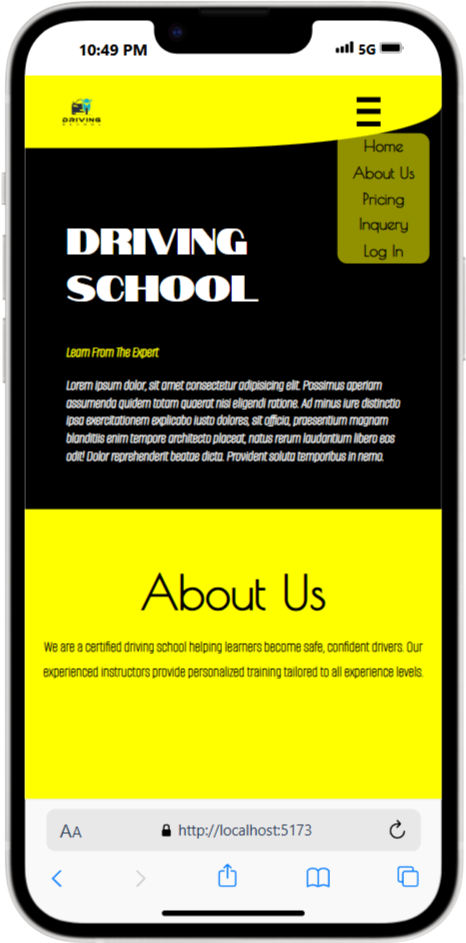 10:49 PM
5G
DRIVING
SCHOOL
Home
About Us
Pricing
Inquery
Log In
DRIVING
SCHOOL
Learn From The Expert
Lorem ipsum dolor, sit amet consectetur adipisicing elit. Possimus aperiam
assumenda quidem totam quaerat nisi eligendi ratione. Ad minus iure distinctio
ipsa exercitationem explicabo iusto dolores, sit officia, praesentium magnam
blanditiis enim tempore architecto placeat, natus rerum laudantium libero eos
odit! Dolor reprehenderit beatae dicta. Provident soluta temporibus in nemo.
About Us
We are a certified driving school helping learners become safe, confident drivers. Our
experienced instructors provide personalized training tailored to all experience levels.
AA
http://localhost:5173